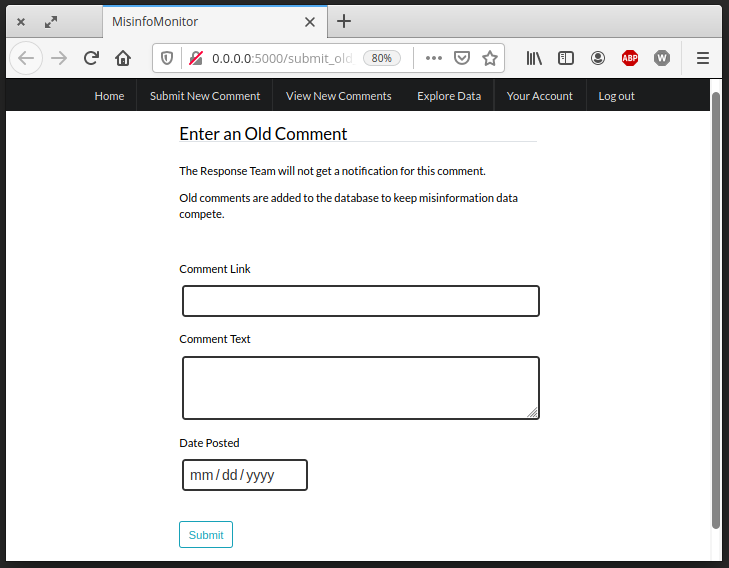 MisinfoMonitor
0.0.0.0:5000/submit_old_
80%
ABP
W
Home
Submit New Comment
View New Comments
Explore Data
Your Account
Log out
Enter an Old Comment
The Response Team will not get a notification for this comment.
Old comments are added to the database to keep misinformation data
compete.
Comment Link
Comment Text
Date Posted
mm / dd / yyyy
Submit